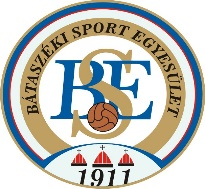 BÁTASZÉKI SPORT EGYESÜLET
BSE
1911